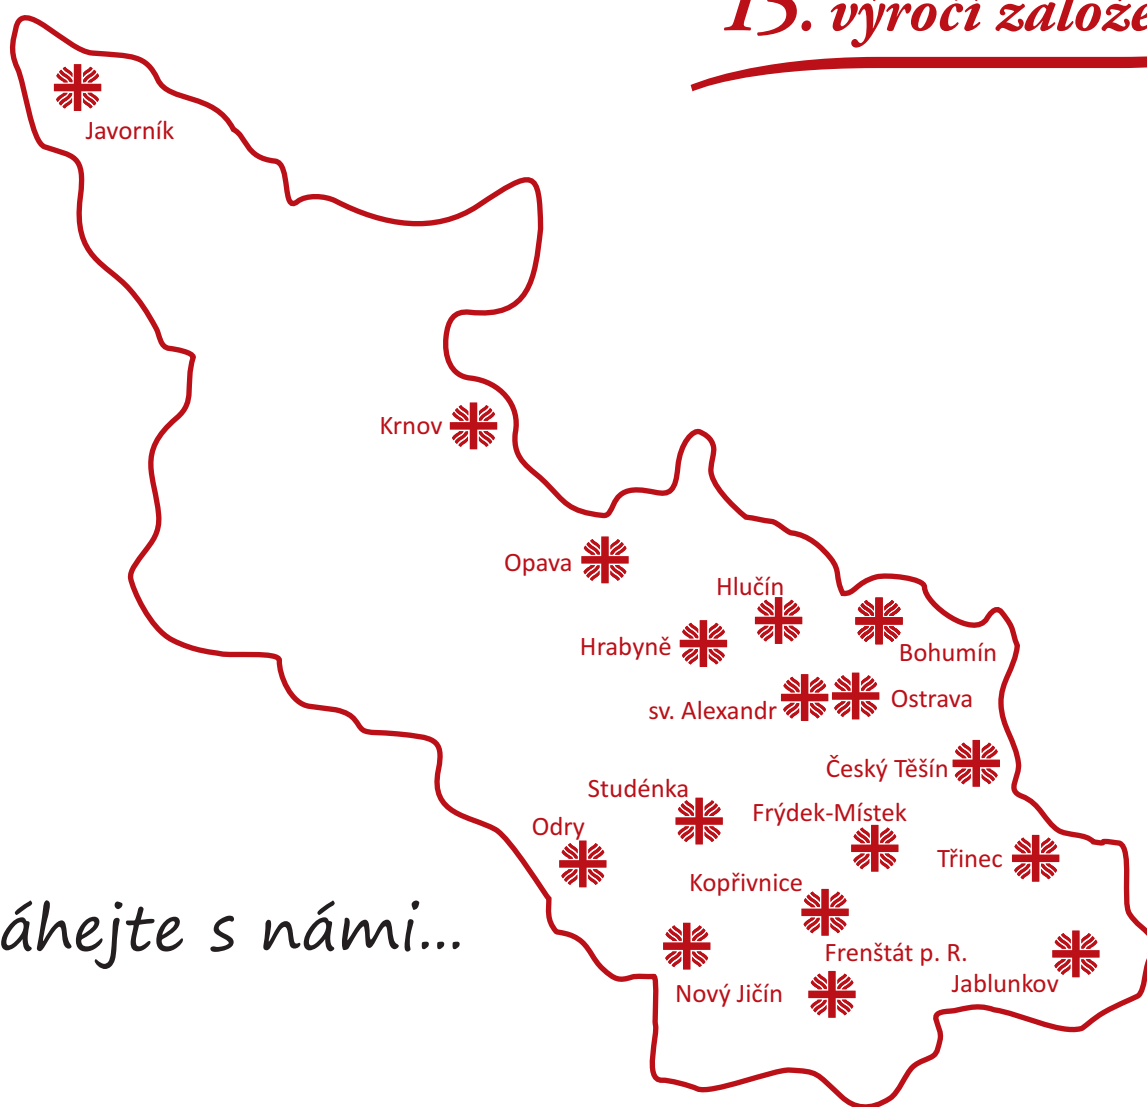 15. výročí založe
Javorník
Krnov
Opava
Hlučín
Hrabyně
Bohumín
sv. Alexandr
Ostrava
Český Těšín
Studénka
Frýdek-Místek
Odry
Třinec
Kopřivnice
áhejte s námi...
Frenštát p. R.
Jablunkov
Nový Jičín